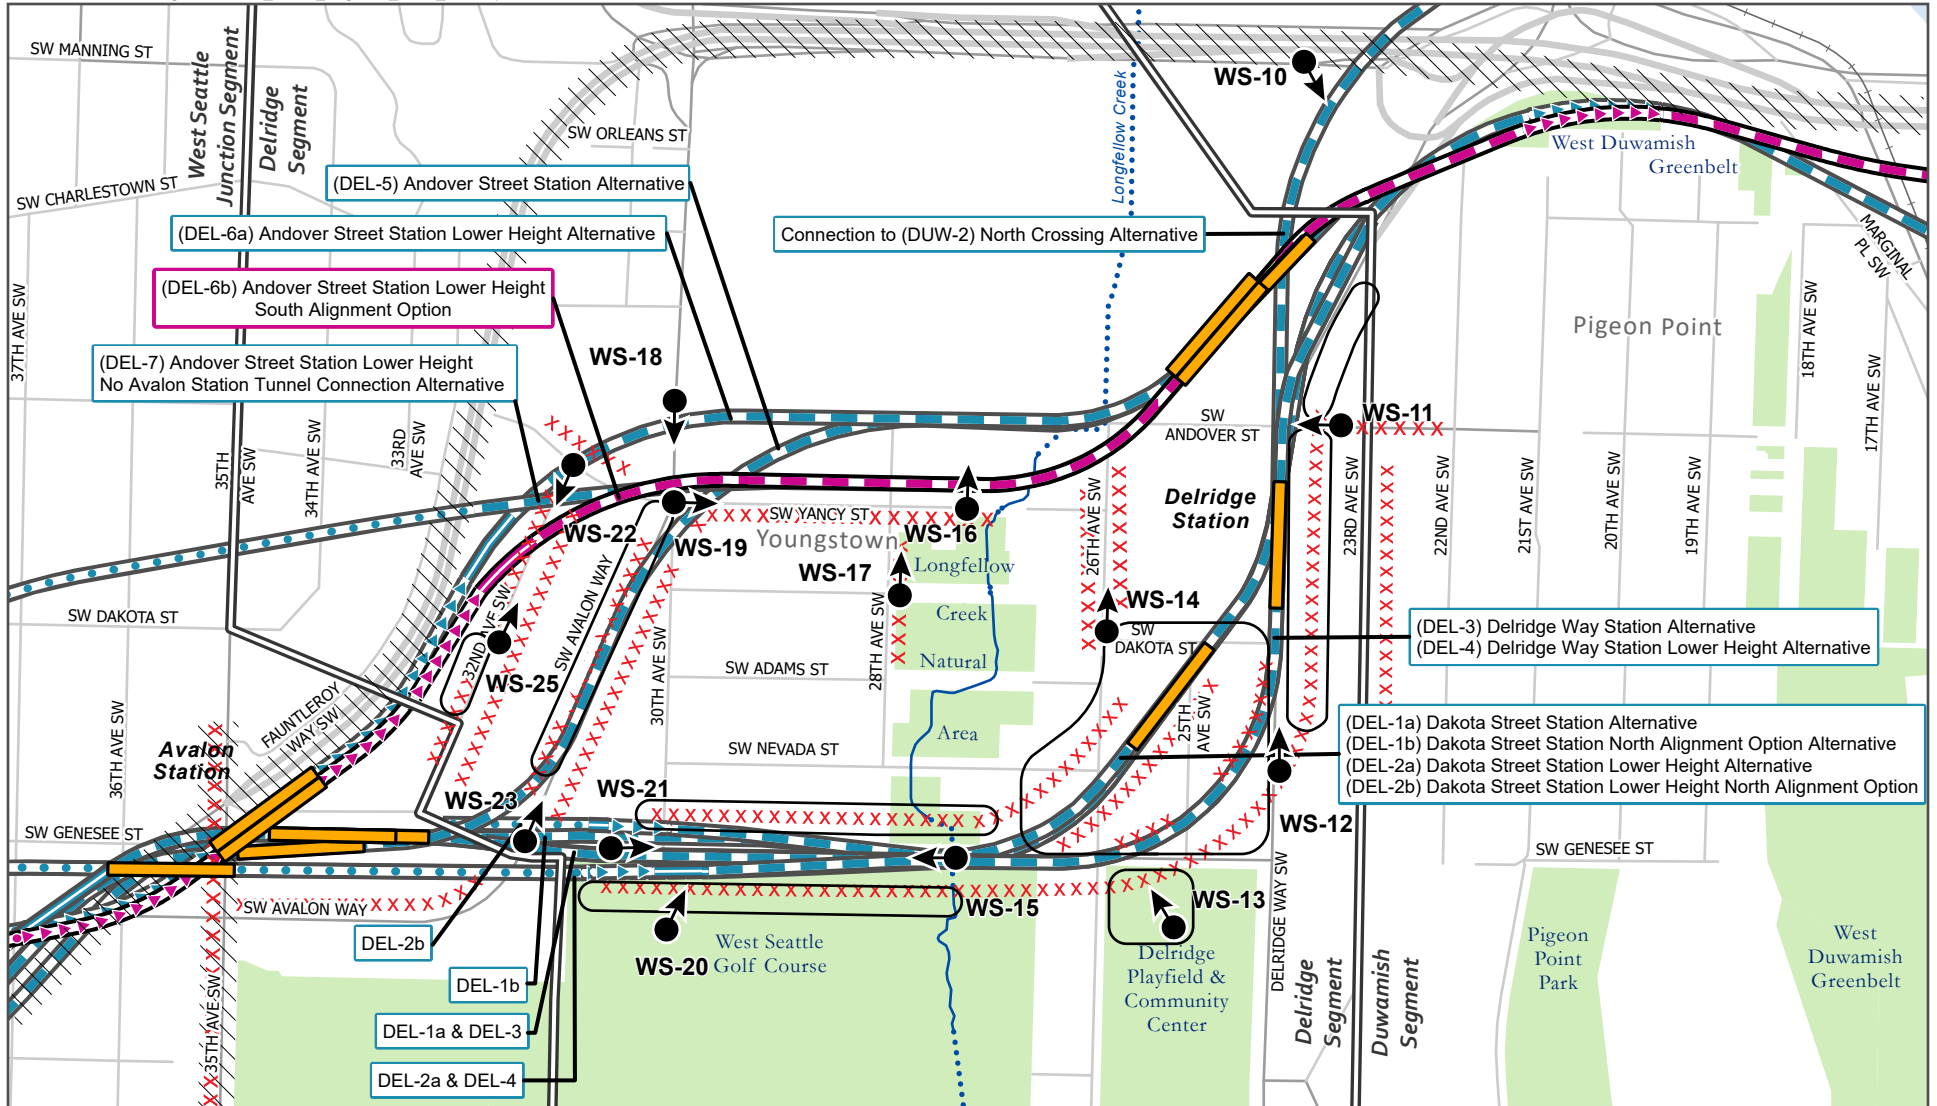 SW MANNING ST
West Seattle
Junction Segment
Delridge
Segment
SW ORLEANS ST
SW CHARLESTOWN ST
WS-10
Longfellow Creek
West Duwamish
Greenbelt
MARGINAL
PL SW
(DEL-5) Andover Street Station Alternative
(DEL-6a) Andover Street Station Lower Height Alternative
(DEL-6b) Andover Street Station Lower Height
South Alignment Option
(DEL-7) Andover Street Station Lower Height
No Avalon Station Tunnel Connection Alternative
Connection to (DUW-2) North Crossing Alternative
Pigeon Point
37TH AVE SW
35TH
AVE SW
34TH AVE SW
33RD
AVE SW
WS-18
SW
ANDOVER ST
WS-11
18TH AVE SW
17TH AVE SW
23RD AVE SW
22ND AVE SW
21ST AVE SW
20TH AVE SW
19TH AVE SW
Delridge
Station
WS-22
WS-19
SW YANCY ST
Youngstown
WS-16
WS-17
Longfellow
Creek
Natural
Area
26TH AVE SW
WS-14
SW
DAKOTA ST
SW DAKOTA ST
32ND AVE SW
SW AVALON WAY
WS-25
30TH AVE SW
28TH AVE SW
SW ADAMS ST
SW NEVADA ST
25TH
AVE SW
(DEL-3) Delridge Way Station Alternative
(DEL-4) Delridge Way Station Lower Height Alternative
(DEL-1a) Dakota Street Station Alternative
(DEL-1b) Dakota Street Station North Alignment Option Alternative
(DEL-2a) Dakota Street Station Lower Height Alternative
(DEL-2b) Dakota Street Station Lower Height North Alignment Option
36TH AVE SW
FAUNTLEROY
WAY SW
Avalon
Station
WS-23
WS-21
WS-12
SW GENESEE ST
SW GENESEE ST
SW AVALON WAY
WS-15
WS-13
WS-20
West Seattle
Golf Course
Delridge
Playfield &
Community
Center
DELRIDGE WAY SW
Delridge
Segment
Duwamish
Segment
Pigeon
Point
Park
West
Duwamish
Greenbelt
35TH AVE SW
DEL-2b
DEL-1b
DEL-1a & DEL-3
DEL-2a & DEL-4